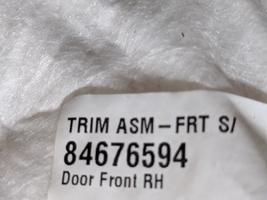 TRIM ASM-FRT S/
84676594
Door Front RH